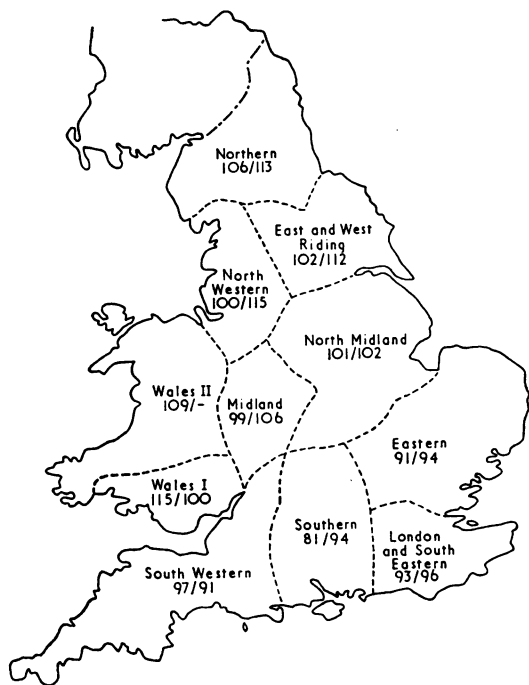 Northern
106/113
East and West
Riding
102/112
North
Western
100/115
North Midland
101/102
Wales II
109/-
Midland
99/106
Eastern
91/94
Wales I
115/100
Southern
81/94
London
and South
Eastern
93/96
South Western
97/91